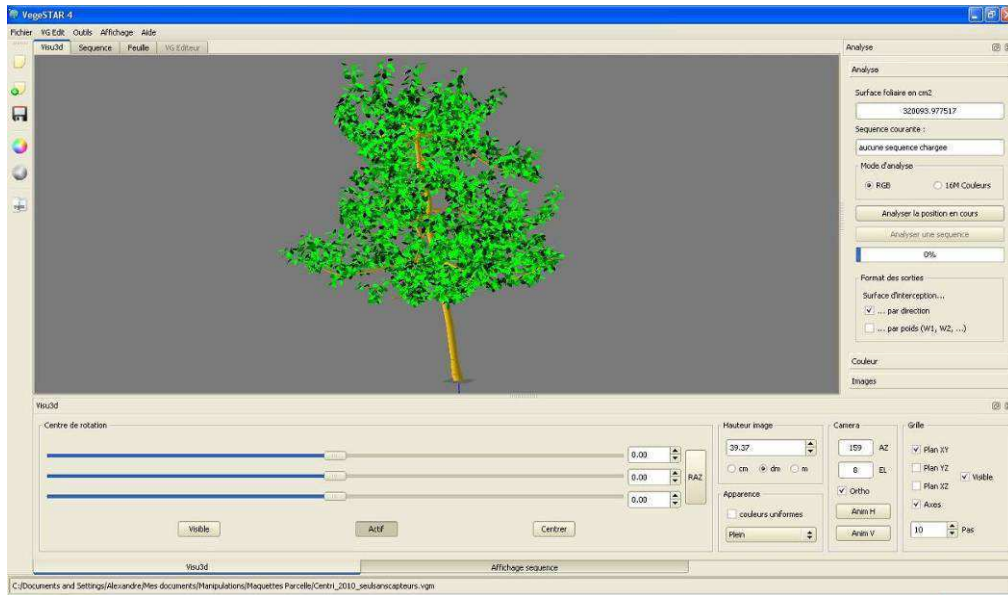 VegeSTAR 4
Fichier VG Edit Outils Affichage Aide
Visu3d Sequence Feuille VG Editeur
Analyse
Analyse
Surface foliaire en cm2
320093.977517
Sequence courante :
aucune sequence chargee
Mode d'analyse
RGB 16M Couleurs
Analyser la position en cours
Analyser une sequence
0%
Format des sorties
Surface d'interception...
... par direction
... par poids (W1, W2, ...)
Couleur
Images
Visu3d
Centre de rotation
0.00
0.00
0.00
RAZ
Visible Actif Centrer
Hauteur image
39.37
cm dm m
Apparence
couleurs uniformes
Plein
Camera
159 AZ
8 EL
Ortho
Anim H
Anim V
Grille
Plan XY
Plan YZ
Plan XZ
Visible
Axes
10 Pas
Visu3d Affichage sequence
C:/Documents and Settings/Alexandre/Mes documents/Manipulations/Maquettes Parcelle/Centri_2010_seulsanscapteurs.vgm